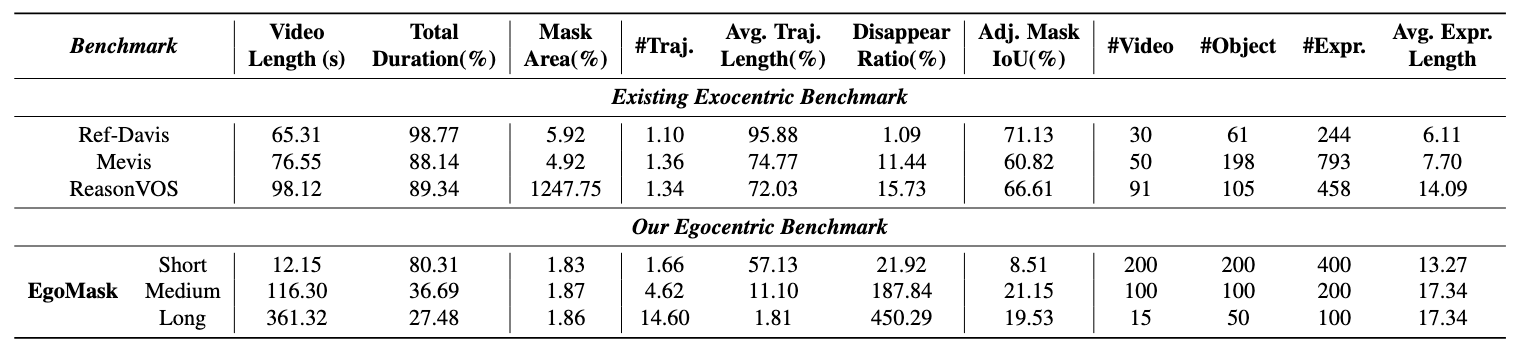 Benchmark Video Length (s) Total Duration(%) Mask Area(%) #Traj. Avg. Traj. Length(%) Disappear Ratio(%) Adj. Mask IoU(%) #Video #Object #Expr. Avg. Expr. Length
Existing Exocentric Benchmark
Ref-Davis 65.31 98.77 5.92 1.10 95.88 1.09 71.13 30 61 244 6.11
Mevis 76.55 88.14 4.92 1.36 74.77 11.44 60.82 50 198 793 7.70
ReasonVOS 98.12 89.34 1247.75 1.34 72.03 15.73 66.61 91 105 458 14.09
Our Egocentric Benchmark
Short 12.15 80.31 1.83 1.66 57.13 21.92 8.51 200 200 400 13.27
EgoMask Medium 116.30 36.69 1.87 4.62 11.10 187.84 21.15 100 100 200 17.34
Long 361.32 27.48 1.86 14.60 1.81 450.29 19.53 15 50 100 17.34